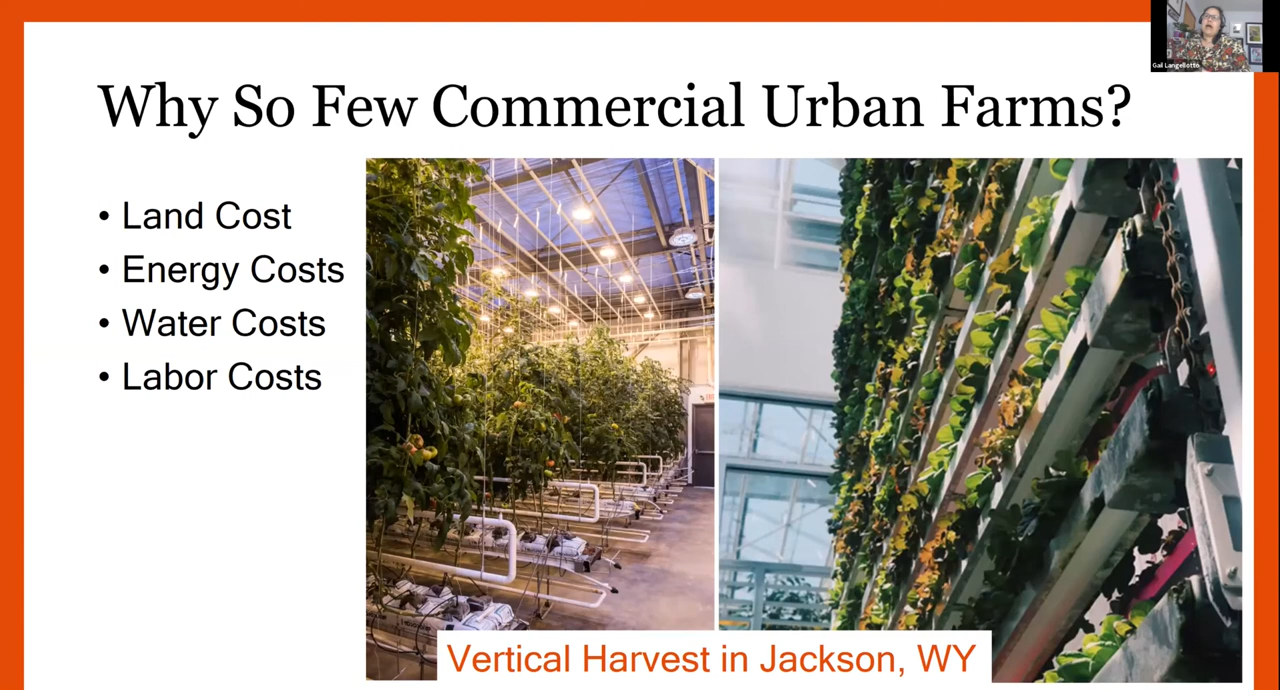 Gail Langellotto
Why So Few Commercial Urban Farms?
• Land Cost
• Energy Costs
• Water Costs
• Labor Costs
Vertical Harvest in Jackson, WY